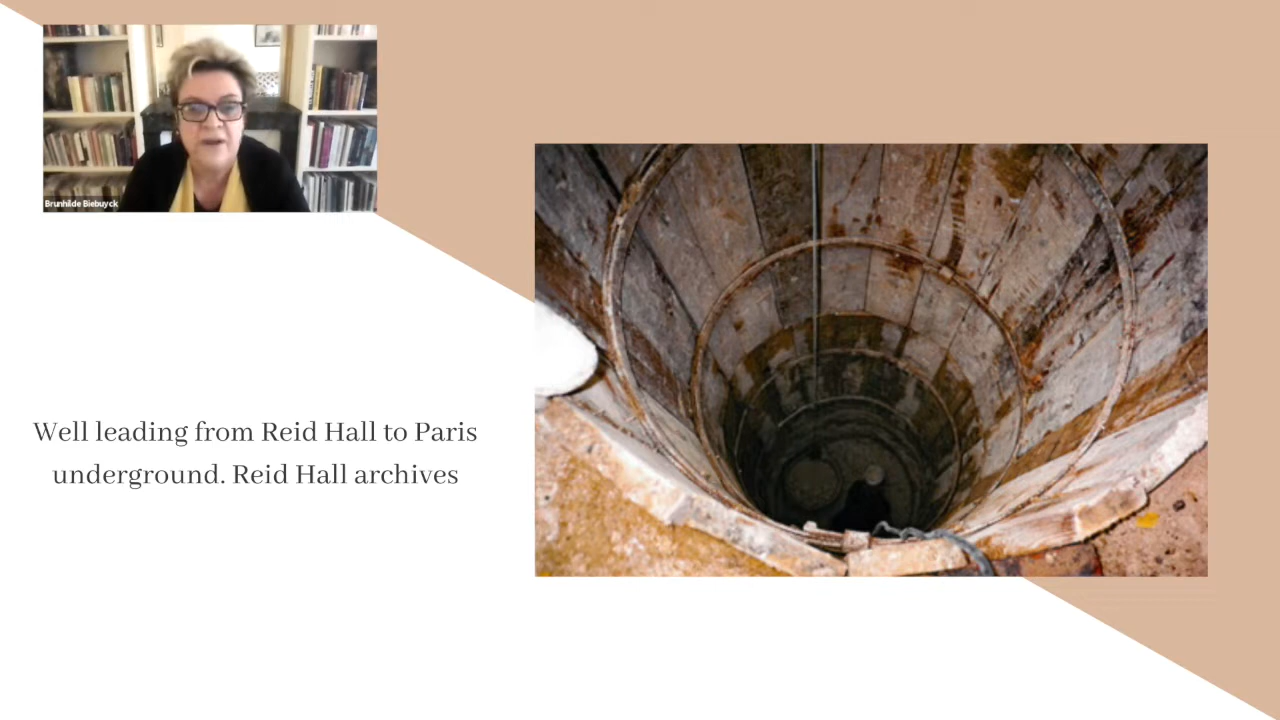 Brunhilde Biebuyck
Well leading from Reid Hall to Paris
underground. Reid Hall archives